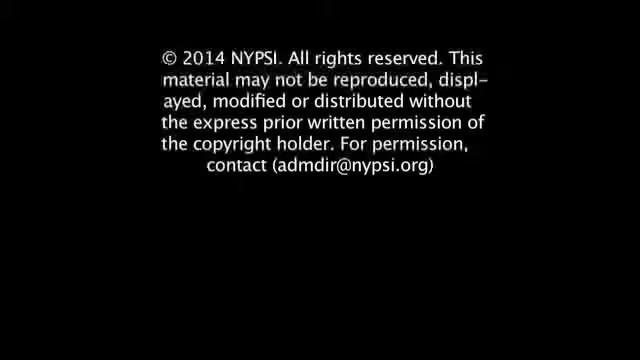 © 2014 NYPSI. All rights reserved. This
material may not be reproduced, displ-
ayed, modified or distributed without
the express prior written permission of
the copyright holder. For permission,
contact (admdir@nypsi.org)